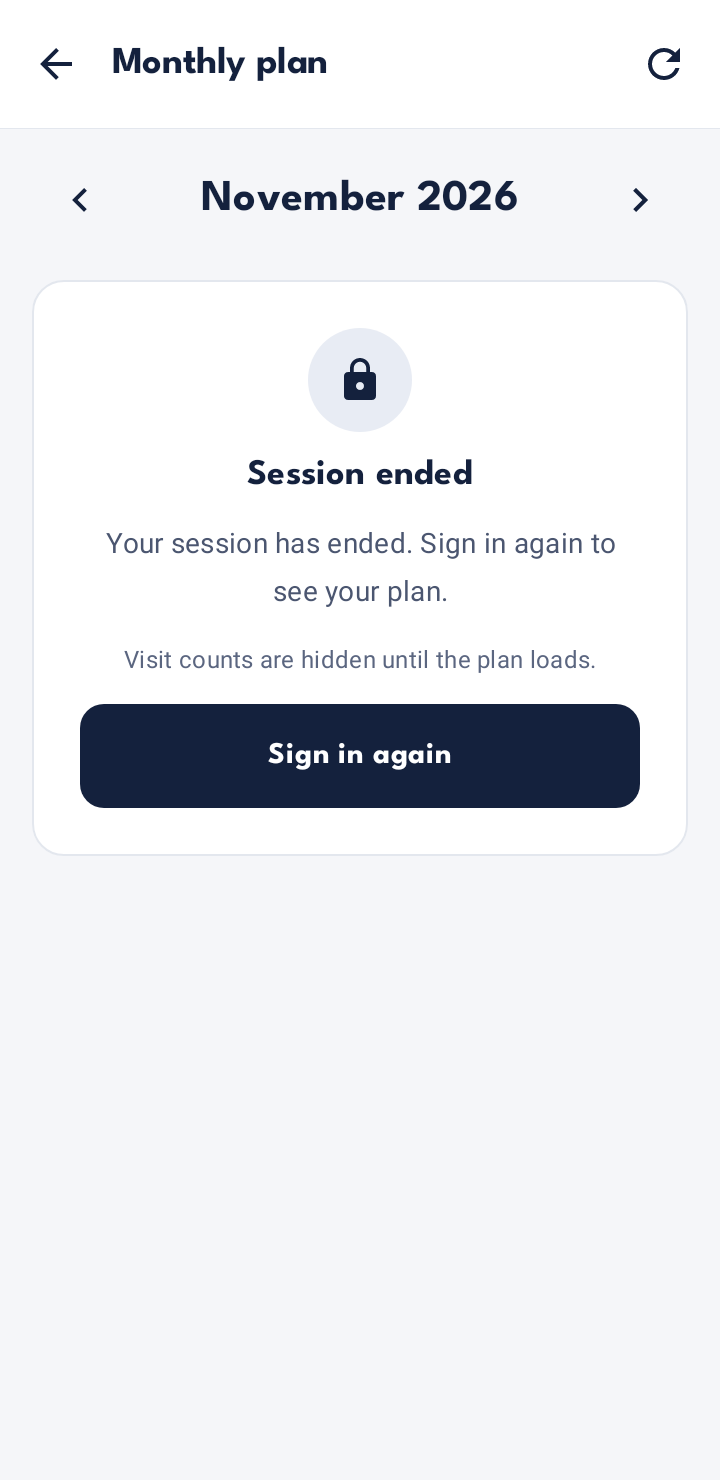 Monthly plan
November 2026
Session ended
Your session has ended. Sign in again to
see your plan.
Visit counts are hidden until the plan loads.
Sign in again